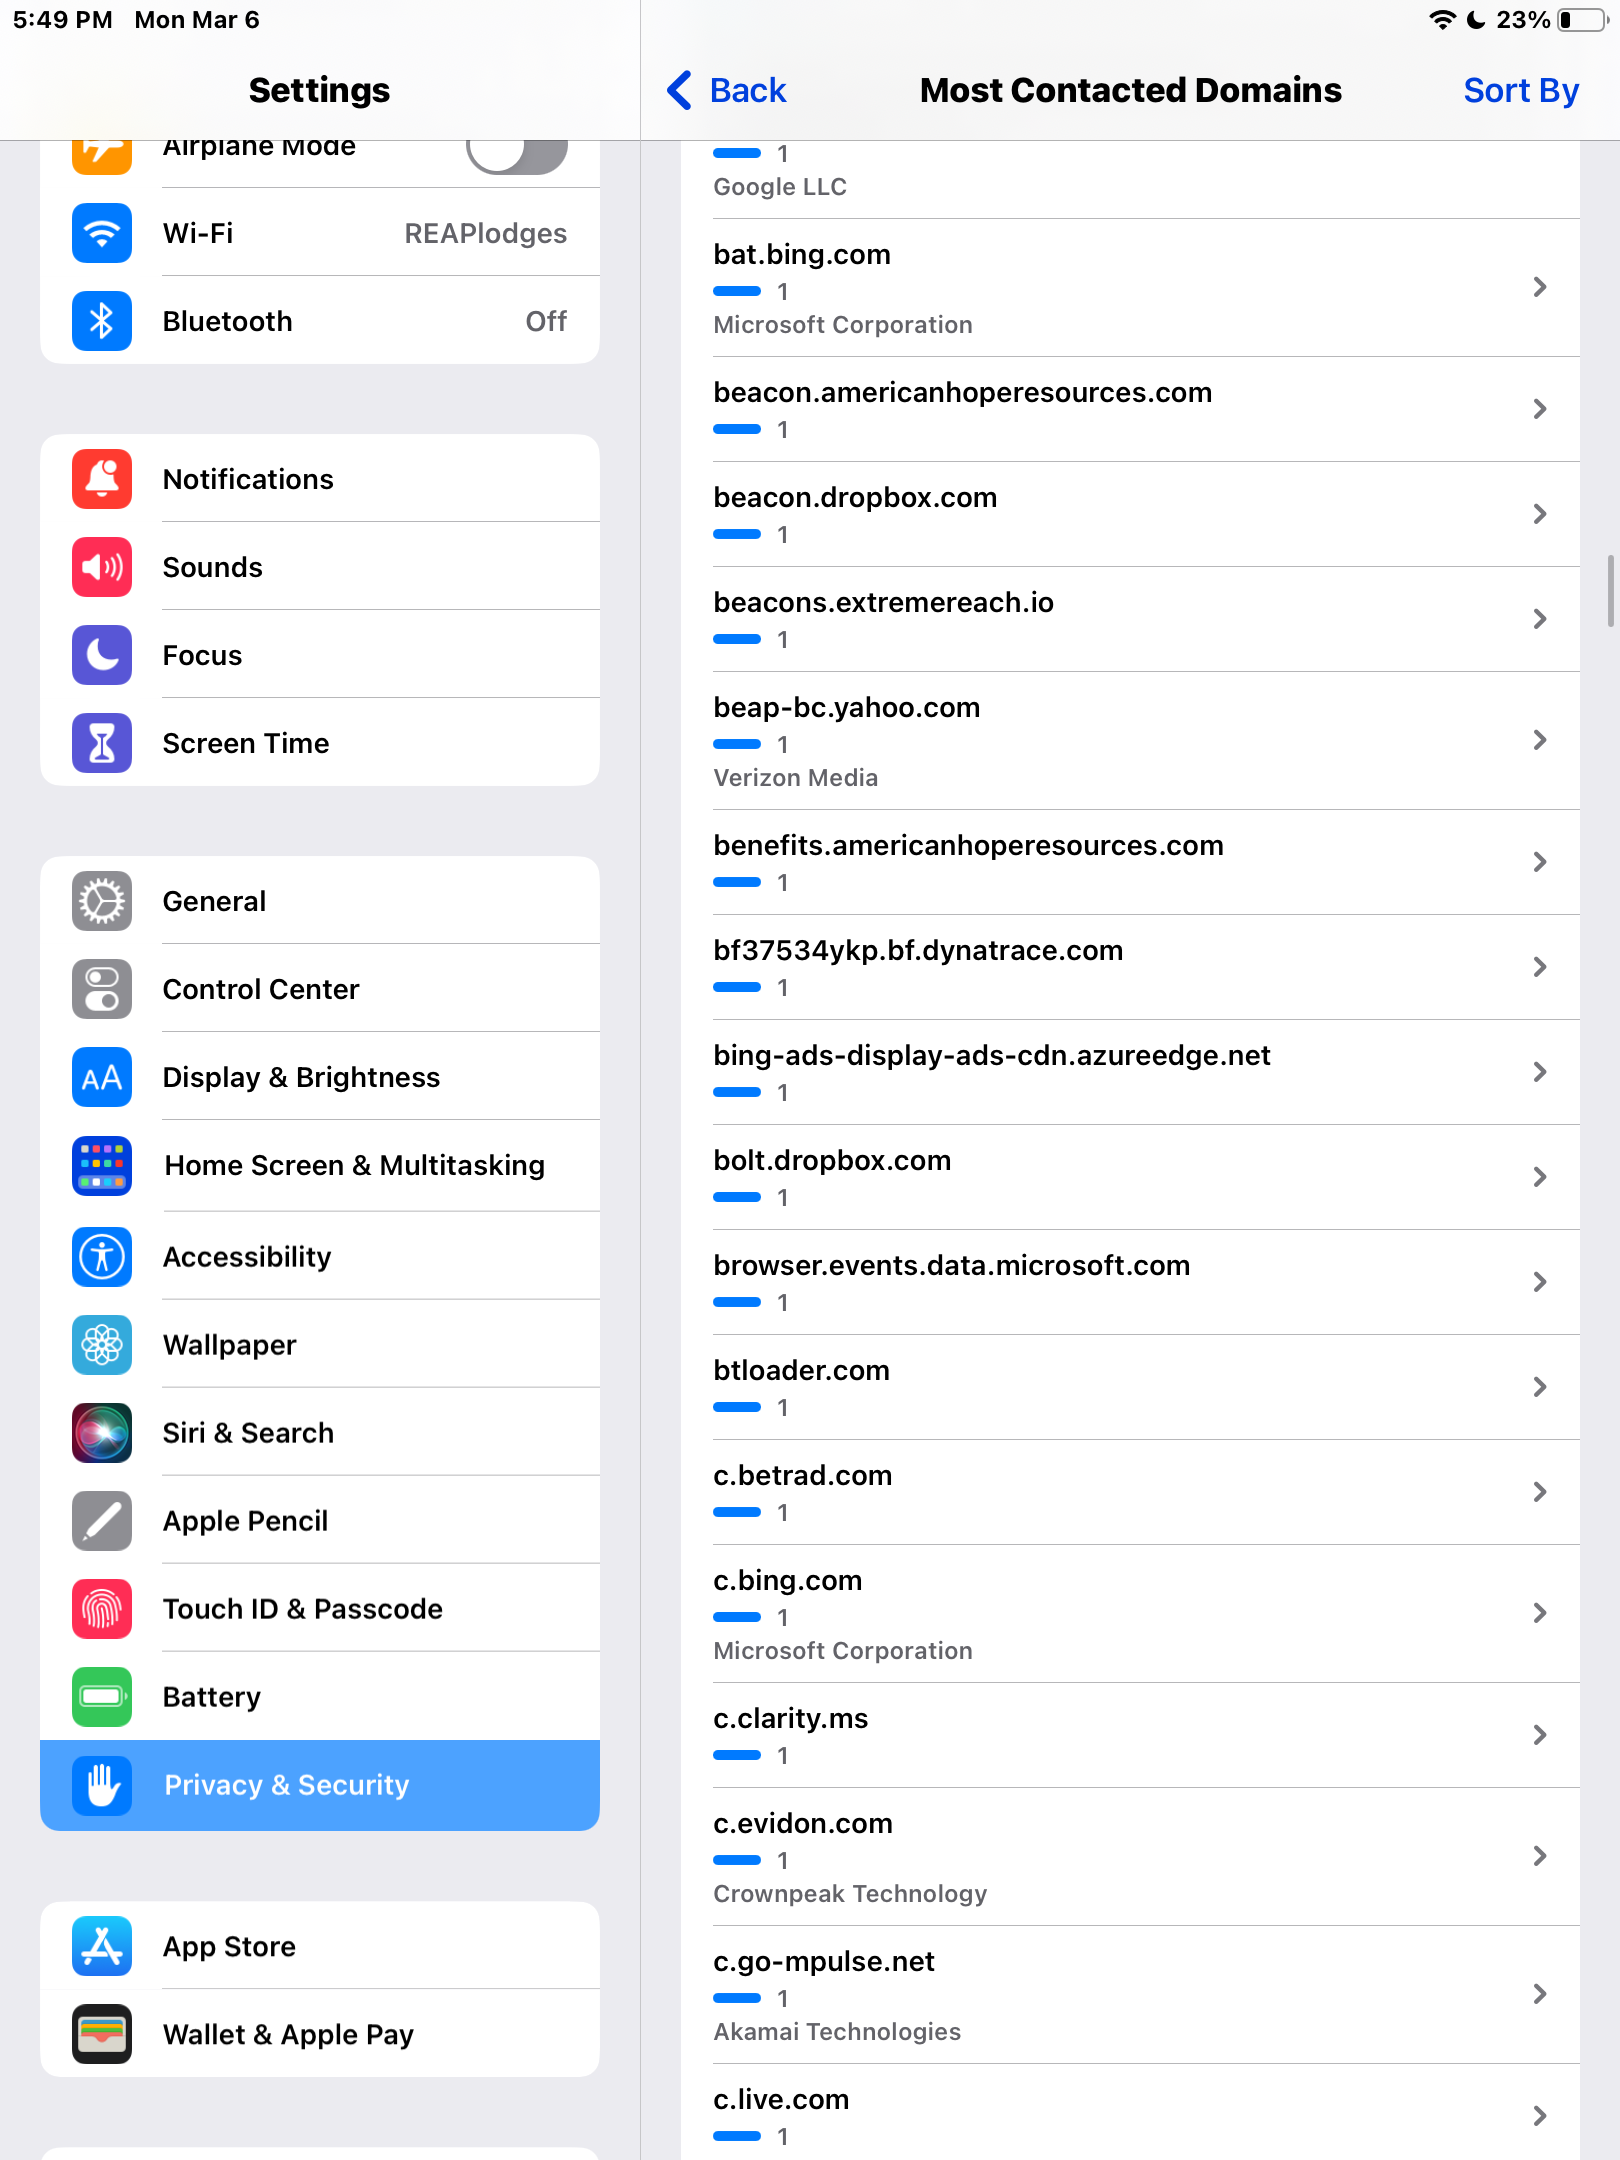 5:49 PM Mon Mar 6
23%
Settings
Airplane Mode
Wi-Fi REAPlodges
Bluetooth Off
Notifications
Sounds
Focus
Screen Time
General
Control Center
AA Display & Brightness
Home Screen & Multitasking
Accessibility
Wallpaper
Siri & Search
Apple Pencil
Touch ID & Passcode
Battery
Privacy & Security
App Store
Wallet & Apple Pay
Back Most Contacted Domains Sort By
1
Google LLC
bat.bing.com
1
Microsoft Corporation
beacon.americanhoperesources.com
1
beacon.dropbox.com
1
beacons.extremereach.io
1
beap-bc.yahoo.com
1
Verizon Media
benefits.americanhoperesources.com
1
bf37534ykp.bf.dynatrace.com
1
bing-ads-display-ads-cdn.azureedge.net
1
bolt.dropbox.com
1
browser.events.data.microsoft.com
1
btloader.com
1
c.betrad.com
1
c.bing.com
1
Microsoft Corporation
c.clarity.ms
1
c.evidon.com
1
Crownpeak Technology
c.go-mpulse.net
1
Akamai Technologies
c.live.com
1